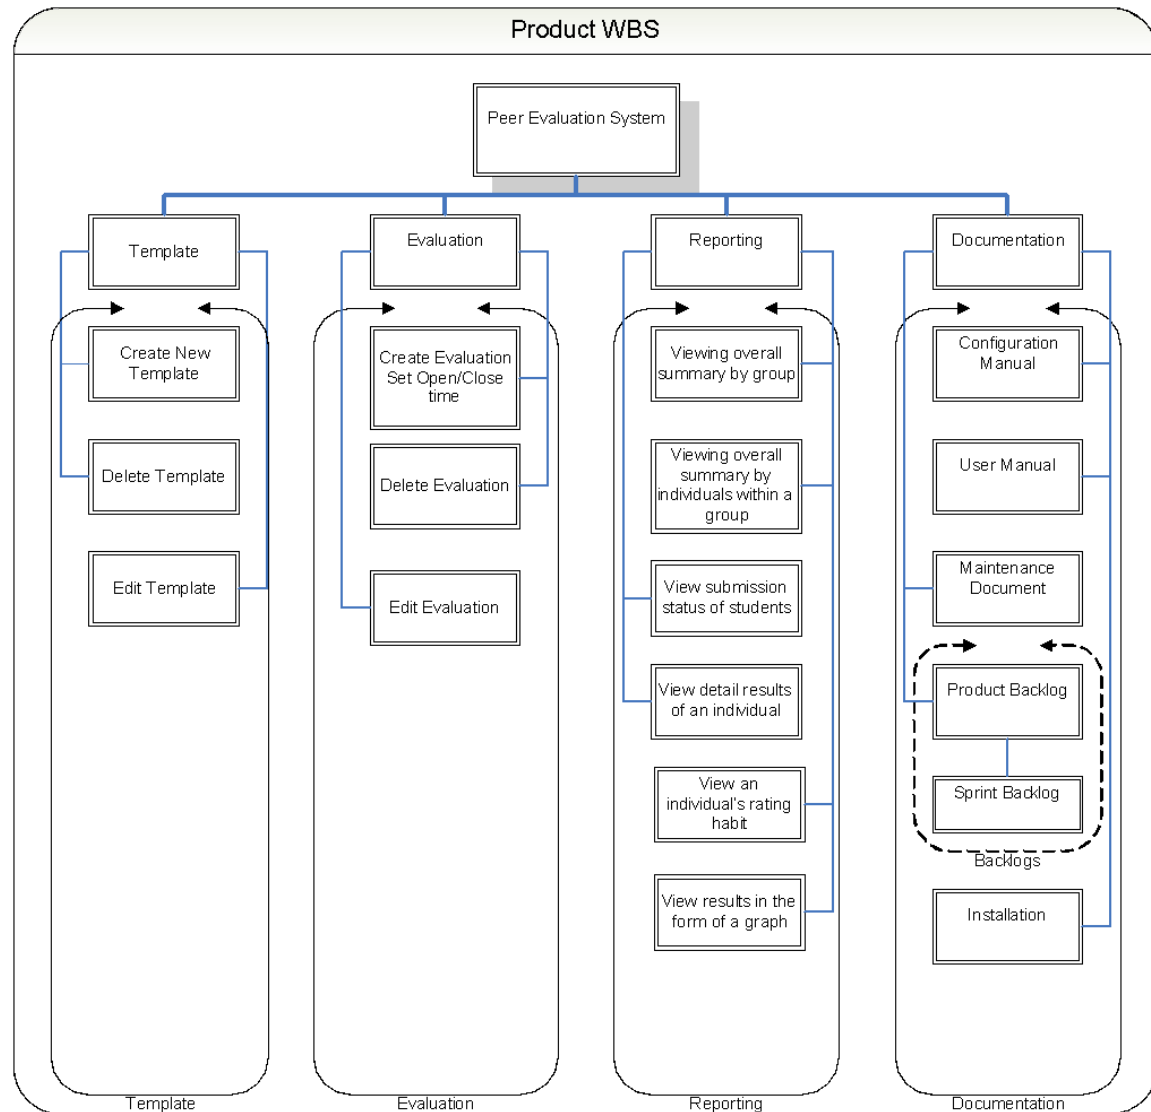 Product WBS
Peer Evaluation System
Template
Evaluation
Reporting
Documentation
Create New
Template
Delete Template
Edit Template
Create Evaluation
Set Open/Close
time
Delete Evaluation
Edit Evaluation
Viewing overall
summary by group
Viewing overall
summary by
individuals within a
group
View submission
status of students
View detail results
of an individual
View an
individual's rating
habit
View results in the
form of a graph
Configuration
Manual
User Manual
Maintenance
Document
Product Backlog
Sprint Backlog
Backlogs
Installation
Template
Evaluation
Reporting
Documentation